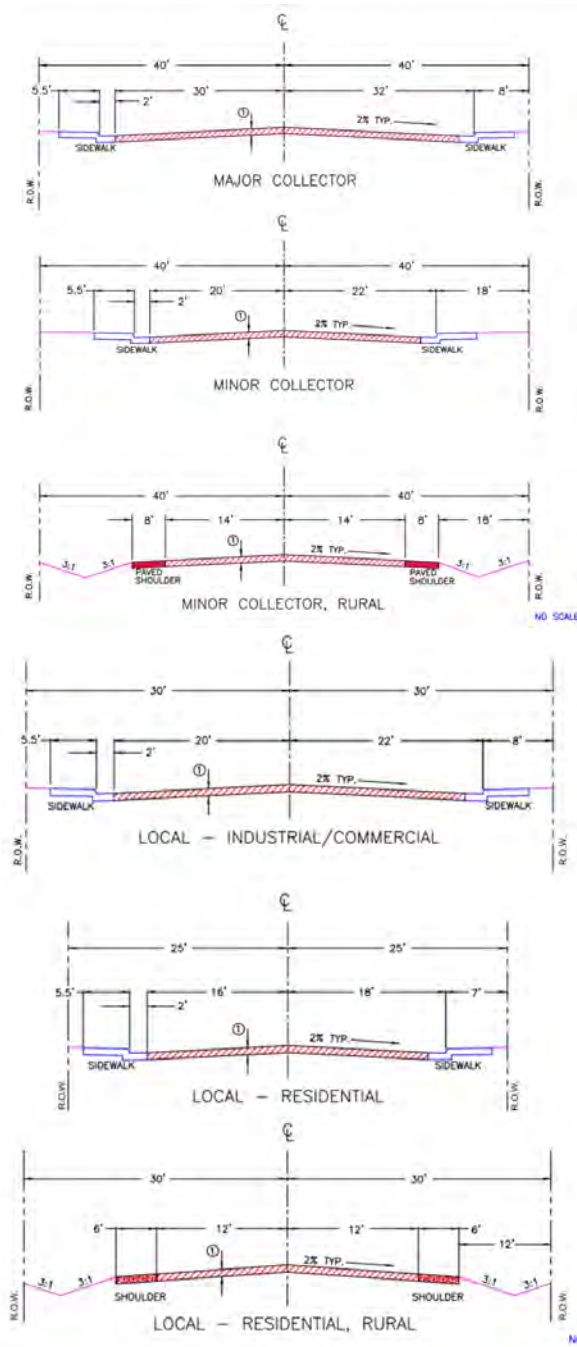 ℄
40' 40'
5.5' 30' 32' 8'
2'
① 2% TYP.
SIDEWALK SIDEWALK
R.O.W. R.O.W.
MAJOR COLLECTOR
℄
40' 40'
5.5' 20' 22' 18'
2'
① 2% TYP.
SIDEWALK SIDEWALK
R.O.W. R.O.W.
MINOR COLLECTOR
℄
40' 40'
8' 14' 14' 8' 18'
① 2% TYP.
3:1 3:1 3:1 3:1
PAVED PAVED
SHOULDER SHOULDER
R.O.W. R.O.W.
MINOR COLLECTOR, RURAL
NO SCALE
℄
30' 30'
5.5' 20' 22' 8'
2'
① 2% TYP.
SIDEWALK SIDEWALK
R.O.W. R.O.W.
LOCAL – INDUSTRIAL/COMMERCIAL
℄
25' 25'
5.5' 16' 18' 7'
2'
① 2% TYP.
SIDEWALK SIDEWALK
R.O.W. R.O.W.
LOCAL – RESIDENTIAL
℄
30' 30'
6' 12' 12' 6'
12'
① 2% TYP.
3:1 3:1 3:1 3:1
SHOULDER SHOULDER
R.O.W. R.O.W.
LOCAL – RESIDENTIAL, RURAL